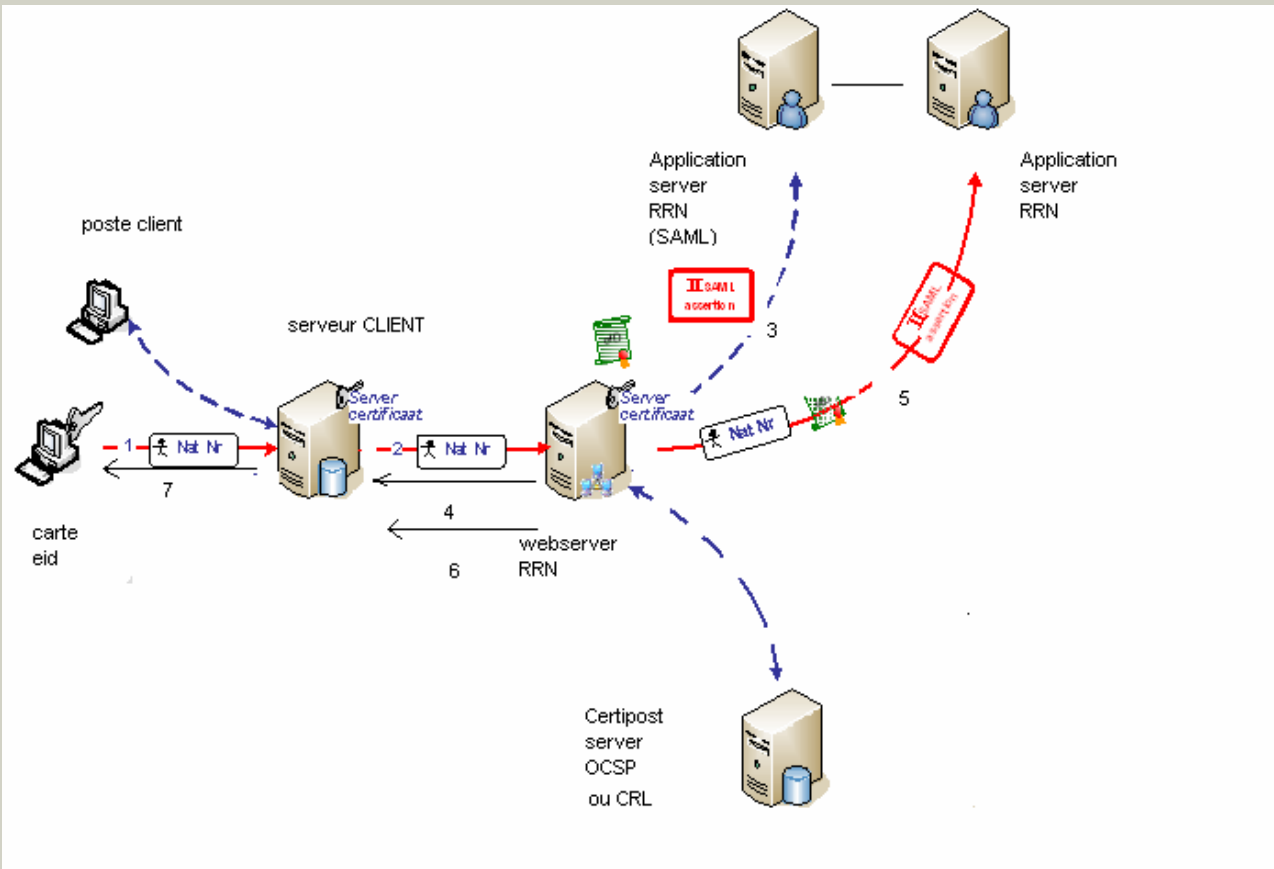 Application
server
RRN
(SAML)
Application
server
RRN
poste client
SAML
assertion
SAML
assertion
3
serveur CLIENT
Server
certificaat
Server
certificaat
5
1
Nat Nr
2
Nat Nr
Nat Nr
7
4
6
carte
eid
webserver
RRN
Certipost
server
OCSP
ou CRL